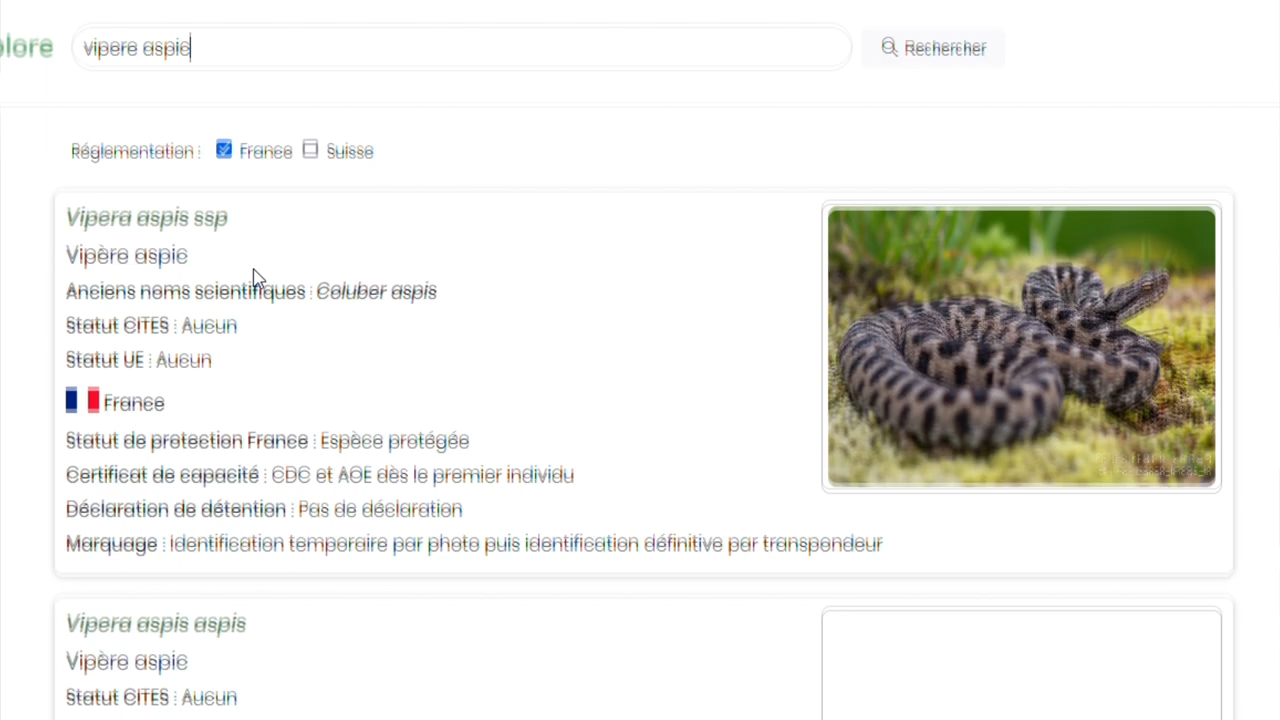 plore
vipere aspic
Rechercher
Réglementation : France Suisse
Vipera aspis ssp
Vipère aspic
Anciens noms scientifiques : Coluber aspis
Statut CITES : Aucun
Statut UE : Aucun
France
Statut de protection France : Espèce protégée
Certificat de capacité : CDC et AOE dès le premier individu
Déclaration de détention : Pas de déclaration
Marquage : Identification temporaire par photo puis identification définitive par transpondeur
Vipera aspis aspis
Vipère aspic
Statut CITES : Aucun